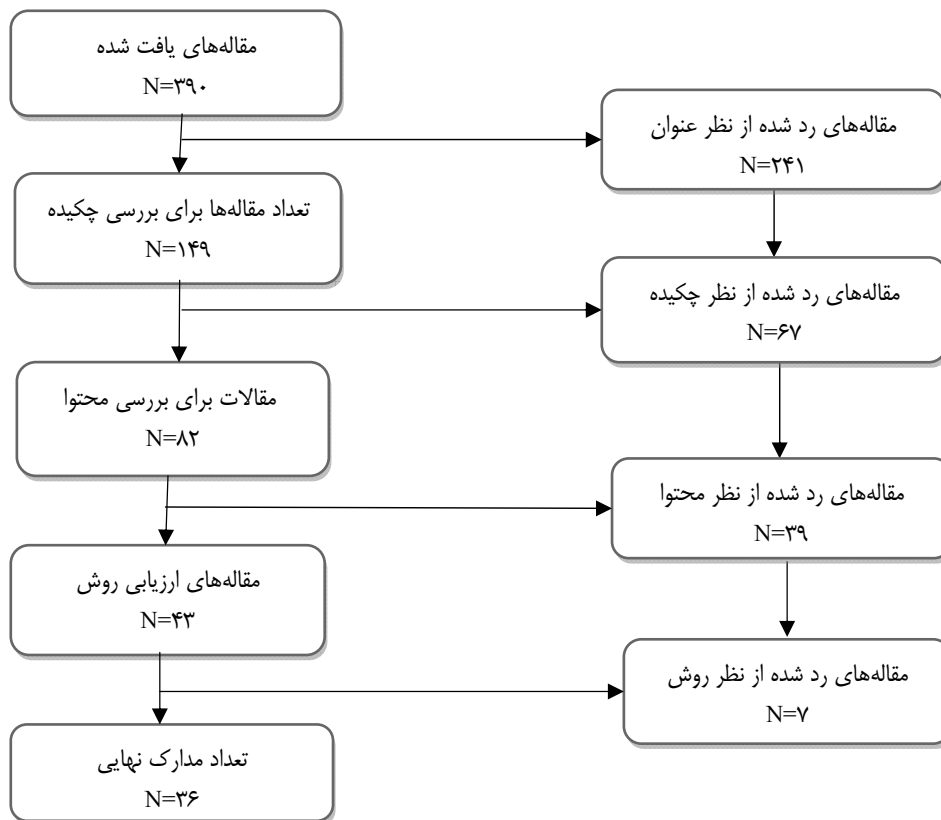 مقاله‌های یافت شده
N=۳۹۰
مقاله‌های رد شده از نظر عنوان
N=۲۴۱
تعداد مقاله‌ها برای بررسی چکیده
N=۱۴۹
مقاله‌های رد شده از نظر چکیده
N=۶۷
مقالات برای بررسی محتوا
N=۸۲
مقاله‌های رد شده از نظر محتوا
N=۳۹
مقاله‌های ارزیابی روش
N=۴۳
مقاله‌های رد شده از نظر روش
N=۷
تعداد مدارک نهایی
N=۳۶